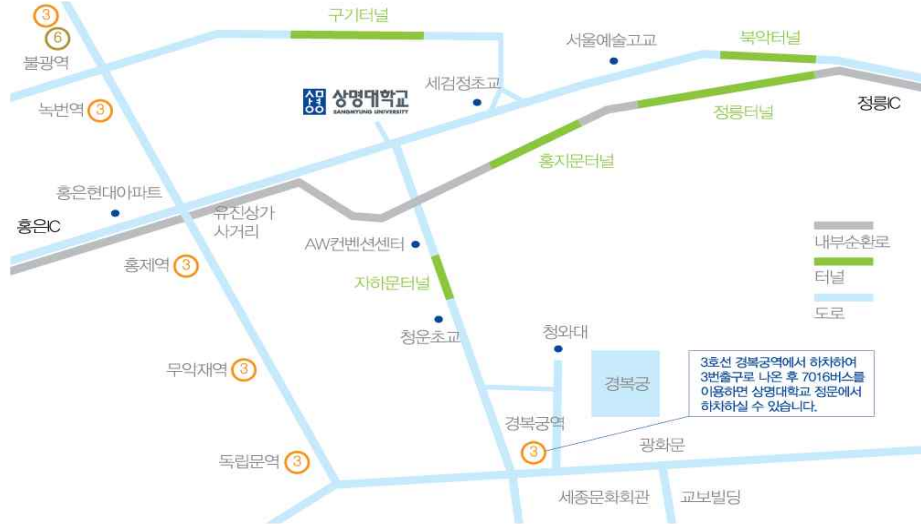 3
6
불광역
구기터널
서울예술고교
북악터널
세검정초교
상명
상명대학교
SANGMYUNG UNIVERSITY
녹번역 3
정릉터널
정릉IC
홍지문터널
홍은현대아파트
홍은IC
유진상가
사거리
AW컨벤션센터
내부순환로
터널
도로
홍제역 3
자하문터널
청운초교
청와대
무악재역 3
경복궁
3호선 경복궁역에서 하차하여
3번출구로 나온 후 7016버스를
이용하면 상명대학교 정문에서
하차하실 수 있습니다.
경복궁역
3
광화문
독립문역 3
세종문화회관
교보빌딩